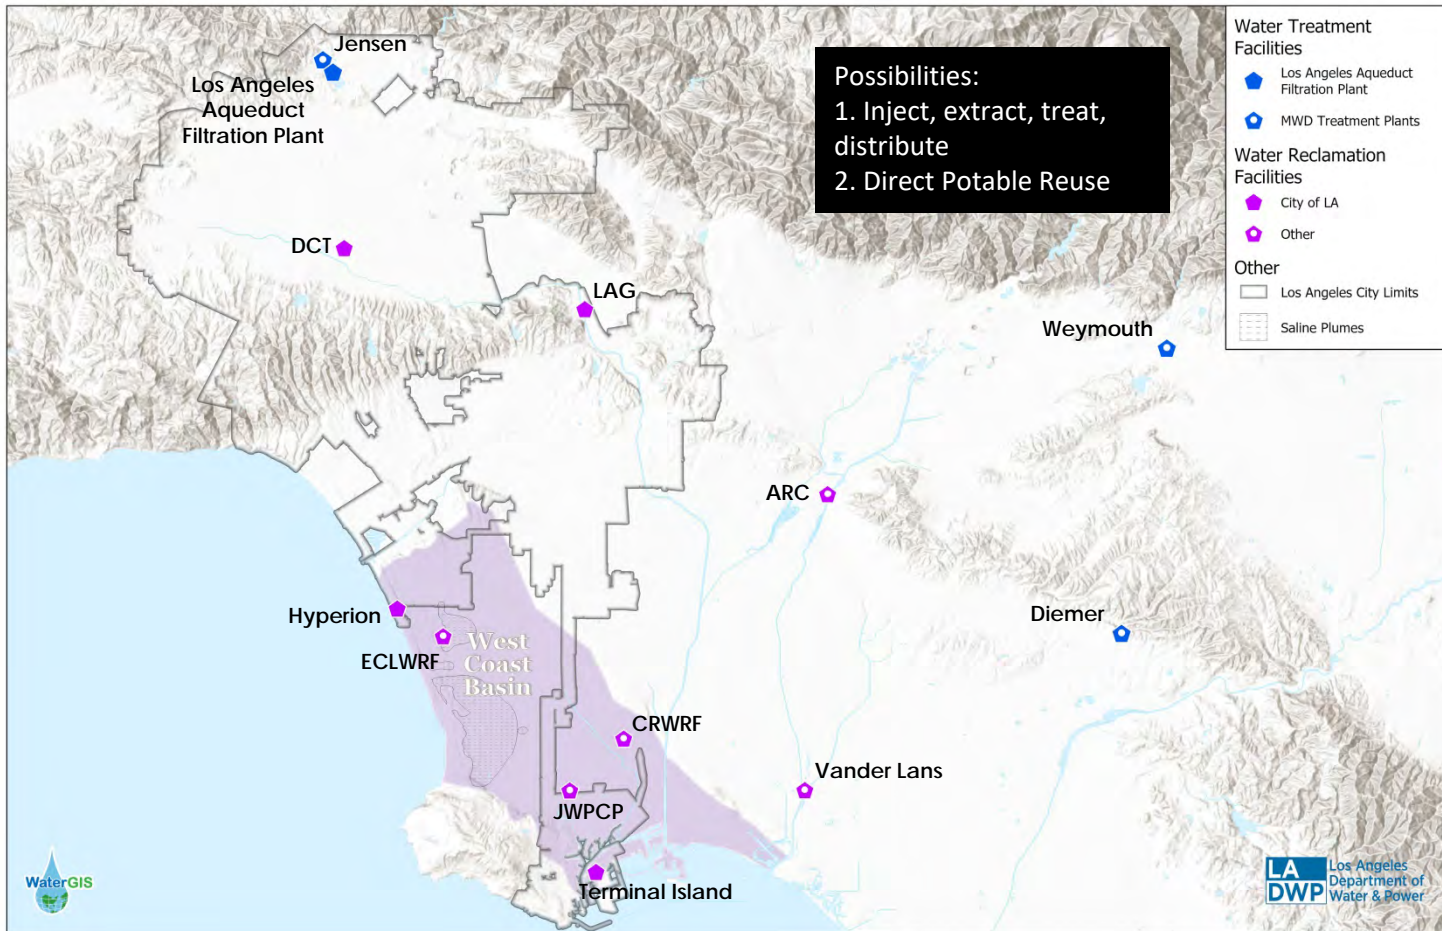 Jensen
Los Angeles
Aqueduct
Filtration Plant
Possibilities:
1. Inject, extract, treat,
distribute
2. Direct Potable Reuse
Water Treatment
Facilities
Los Angeles Aqueduct
Filtration Plant
MWD Treatment Plants
Water Reclamation
Facilities
City of LA
Other
Other
Los Angeles City Limits
Saline Plumes
DCT
LAG
Weymouth
ARC
Hyperion
ECLWRF
West
Coast
Basin
Diemer
CRWRF
Vander Lans
JWPCP
Terminal Island
WaterGIS
LA
DWP
Los Angeles
Department of
Water & Power